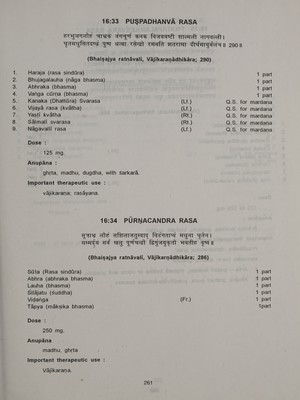 16:33 PUṢPADHANVĀ RASA
(Bhaiṣajya ratnāvalī, Vājīkaraṇādhikāra; 290)
1. Haraja (rasa sindūra) 1 part
2. Bhujagalauha (nāga bhasma) 1 part
3. Abhraka (bhasma) 1 part
4. Vaṅga cūrṇa (bhasma) 1 part
5. Kanaka (Dhattūra) Svarasa (Lf.) Q.S. for mardana
6. Vijayā rasa (kvātha) (Lf.) Q.S. for mardana
7. Yaṣṭī kvātha (Rt.) Q.S. for mardana
8. Śālmalī svarasa (Rt.) Q.S. for mardana
9. Nāgavallī rasa (Lf.) Q.S. for mardana
Dose :
125 mg.
Anupāna :
ghṛta, madhu, dugdha, with śarkarā.
Important therapeutic use :
vājīkaraṇa; rasāyana.
16:34 PŪRṆACANDRA RASA
(Bhaiṣajya ratnāvalī, Vājīkarṇādhikāra; 286)
Sūta (Rasa sindūra) 1 part
Abhra (abhraka bhasma) 1 part
Lauha (bhasma) 1 part
Śilājatu (śuddha) 1 part
Viḍaṅga (Fr.) 1 part
Tāpya (mākṣika bhasma) 1part
Dose :
250 mg.
Anupāna
madhu, ghṛta
Important therapeutic use :
Vājīkaraṇa.
261